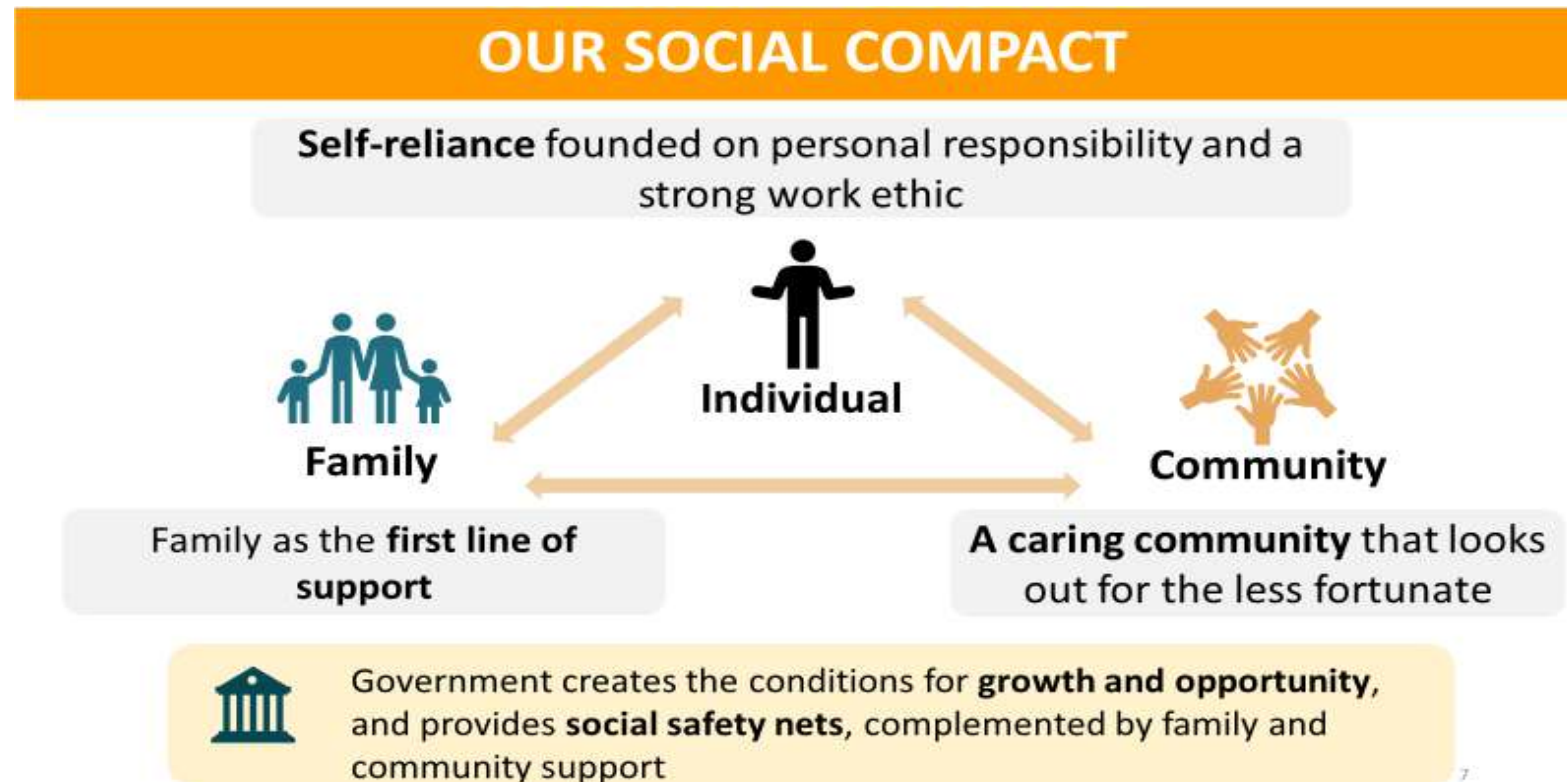 OUR SOCIAL COMPACT
Self-reliance founded on personal responsibility and a
strong work ethic
Individual
Family
Community
Family as the first line of
support
A caring community that looks
out for the less fortunate
Government creates the conditions for growth and opportunity,
and provides social safety nets, complemented by family and
community support
7